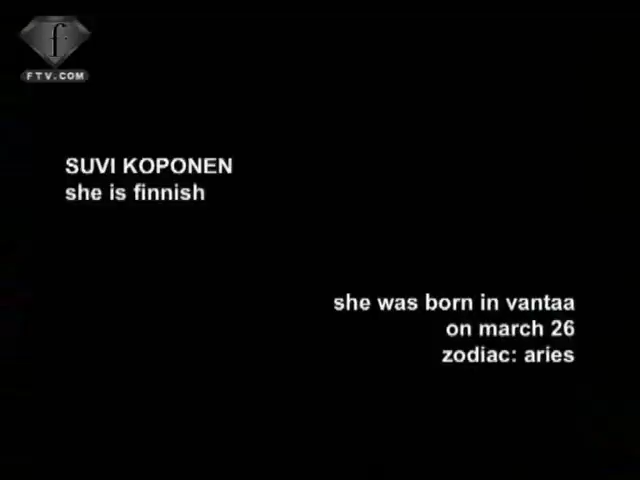 f
FTV.COM
SUVI KOPONEN
she is finnish
she was born in vantaa
on march 26
zodiac: aries